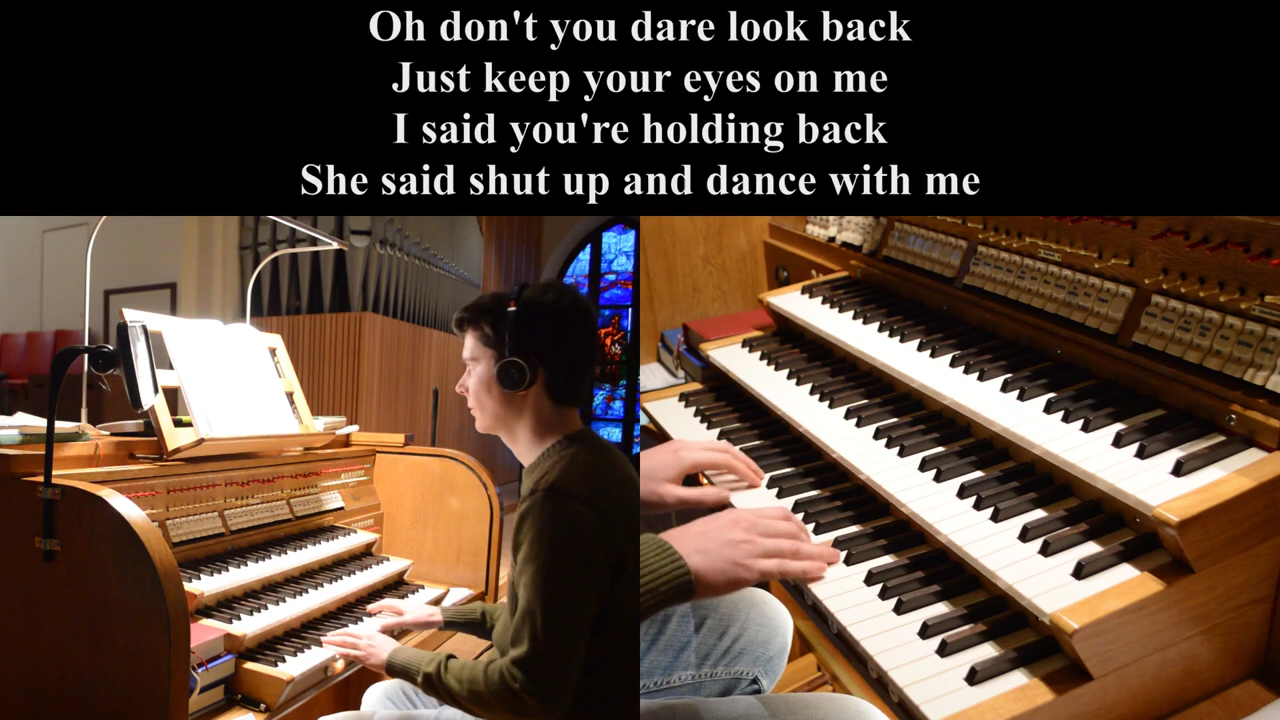 Oh don't you dare look back
Just keep your eyes on me
I said you're holding back
She said shut up and dance with me